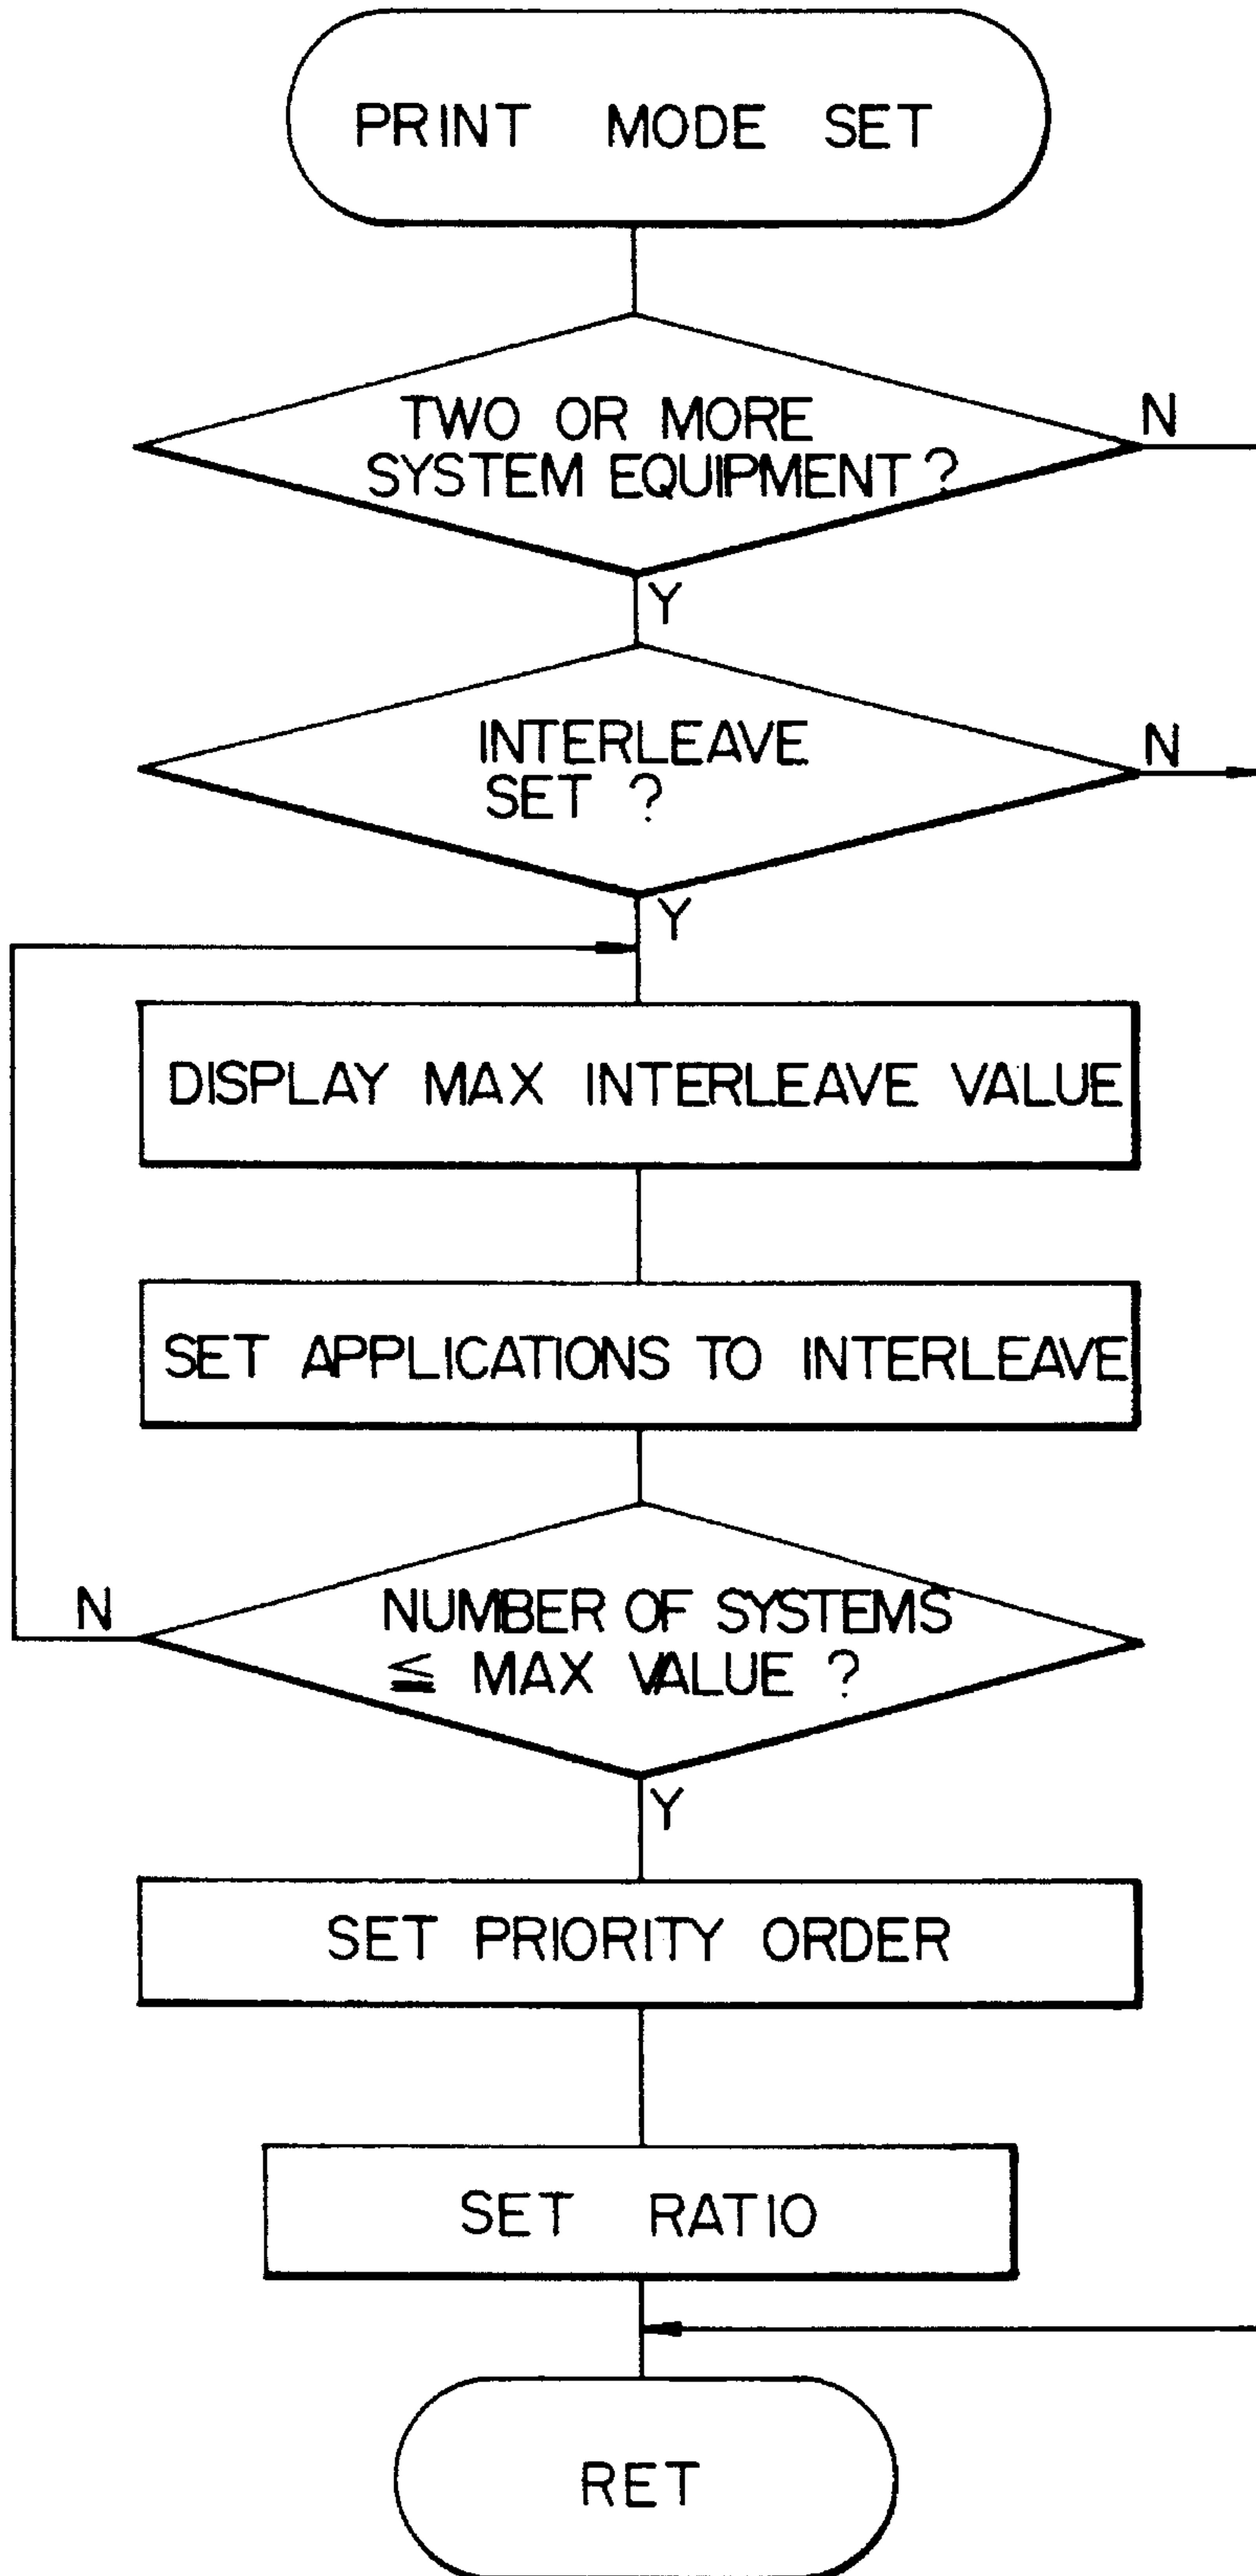 PRINT MODE SET
TWO OR MORE
SYSTEM EQUIPMENT ?
N
Y
INTERLEAVE
SET ?
N
Y
DISPLAY MAX INTERLEAVE VALUE
SET APPLICATIONS TO INTERLEAVE
N
NUMBER OF SYSTEMS
≦ MAX VALUE ?
Y
SET PRIORITY ORDER
SET RATIO
RET